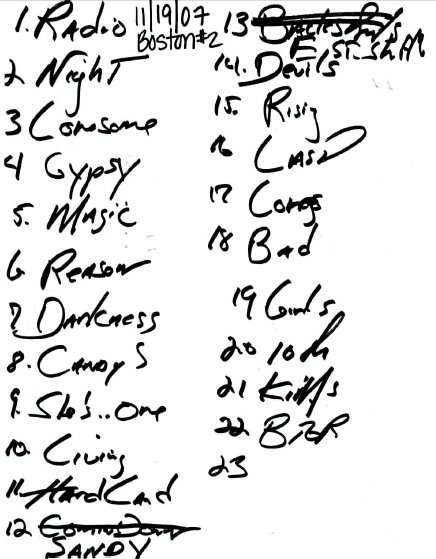 1. Radio
11/19/07
Boston #2
2 Night
3 Lonesome
4 Gypsy
5. Magic
6. Reason
7. Darkness
8. Candy's
9. She's..One
10. Living
11. Hard Land
12
SANDY
13
E. ST. SHUF
14. Devils
15. Rising
16 Last
17 Long
18 Bad
19 Girls
20 10th
21 Kitty's
22 BTR
23